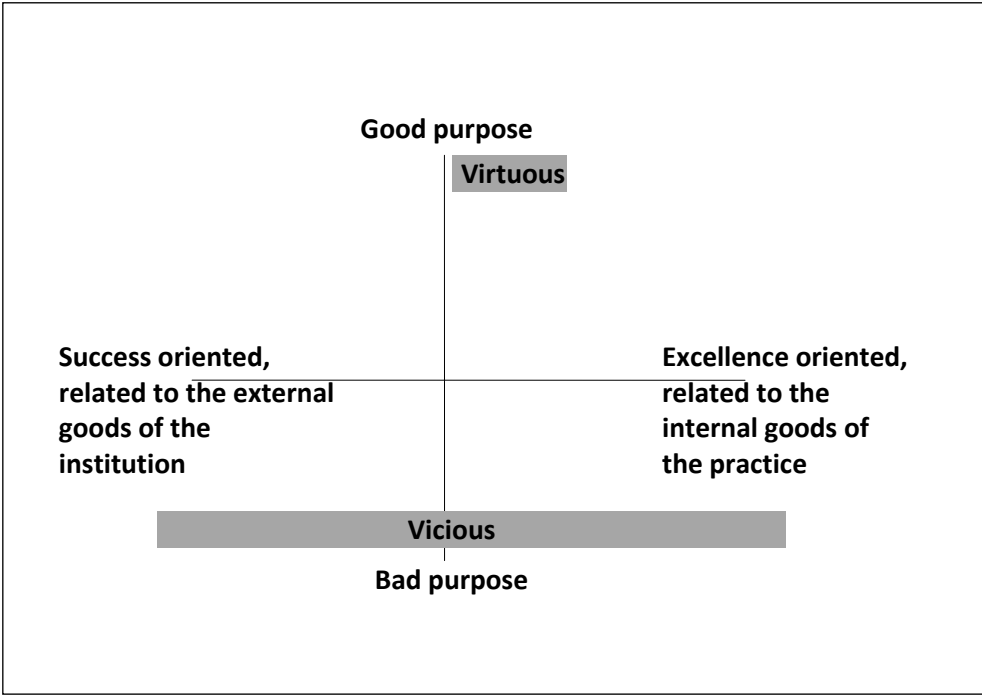 Good purpose
Virtuous
Success oriented,
related to the external
goods of the
institution
Excellence oriented,
related to the
internal goods of
the practice
Vicious
Bad purpose